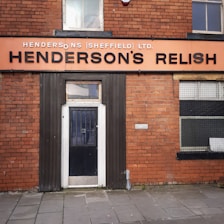 HENDERSONS (SHEFFIELD) LTD.
HENDERSON'S RELISH